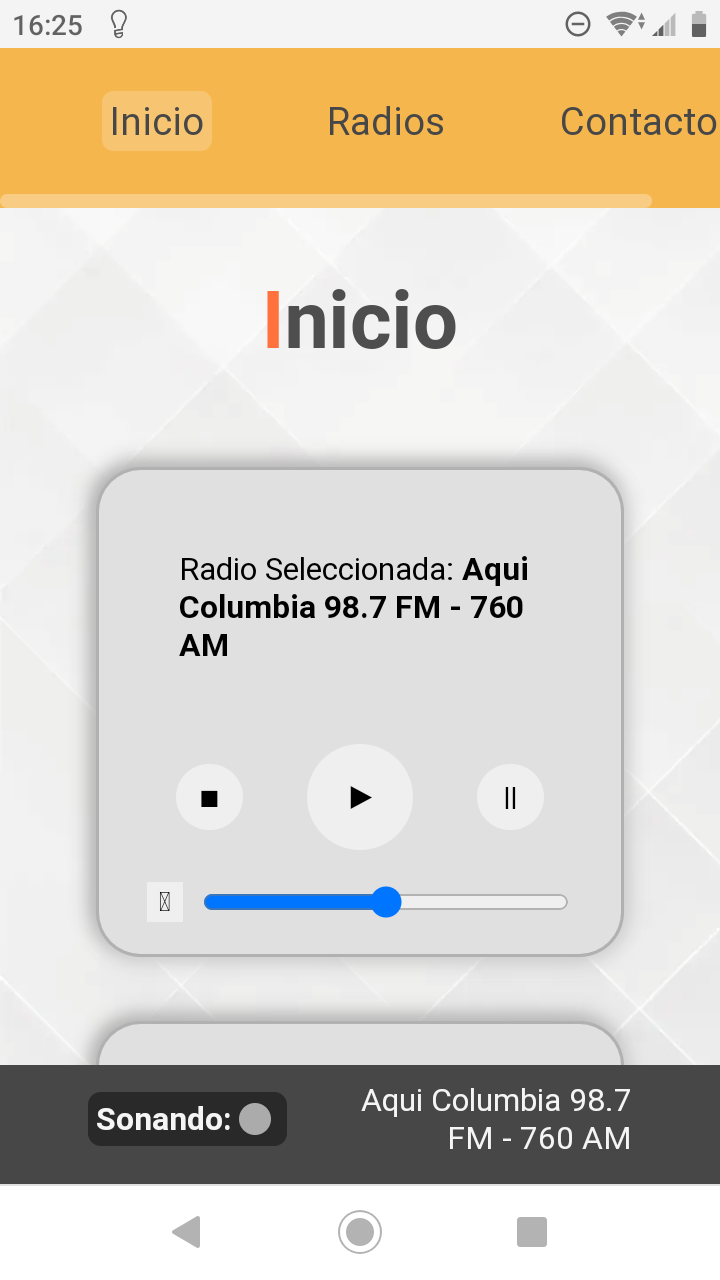 16:25
Inicio Radios Contacto
Inicio
Radio Seleccionada: Aqui
Columbia 98.7 FM - 760
AM
Sonando:
Aqui Columbia 98.7
FM - 760 AM